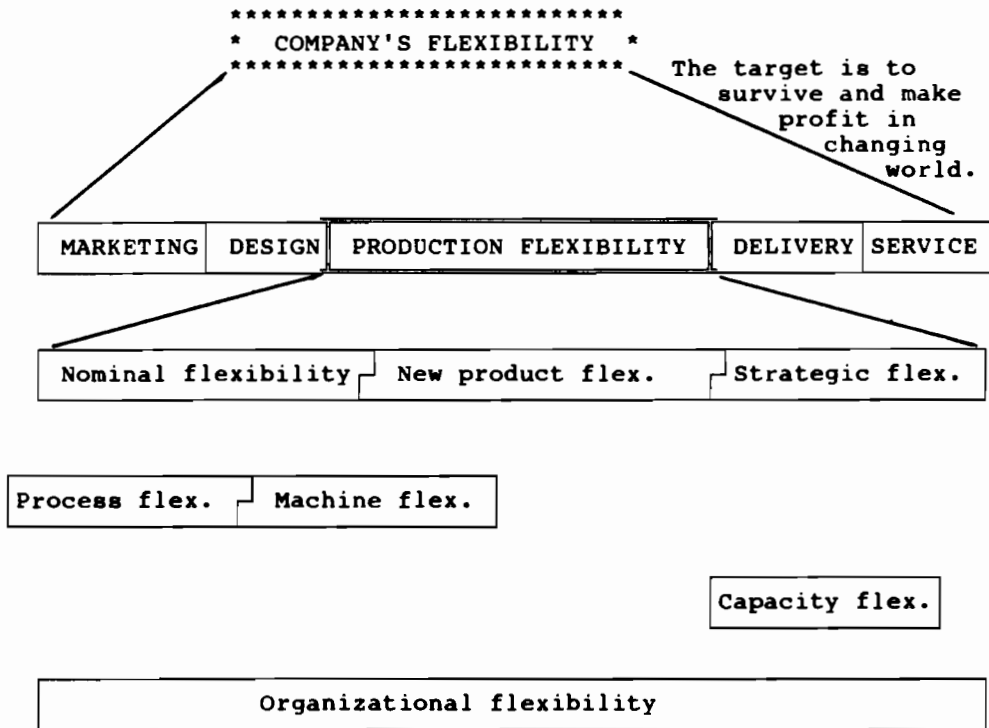 *************************
* COMPANY'S FLEXIBILITY *
*************************
The target is to
survive and make
profit in
changing
world.
MARKETING DESIGN PRODUCTION FLEXIBILITY DELIVERY SERVICE
Nominal flexibility New product flex. Strategic flex.
Process flex. Machine flex.
Capacity flex.
Organizational flexibility